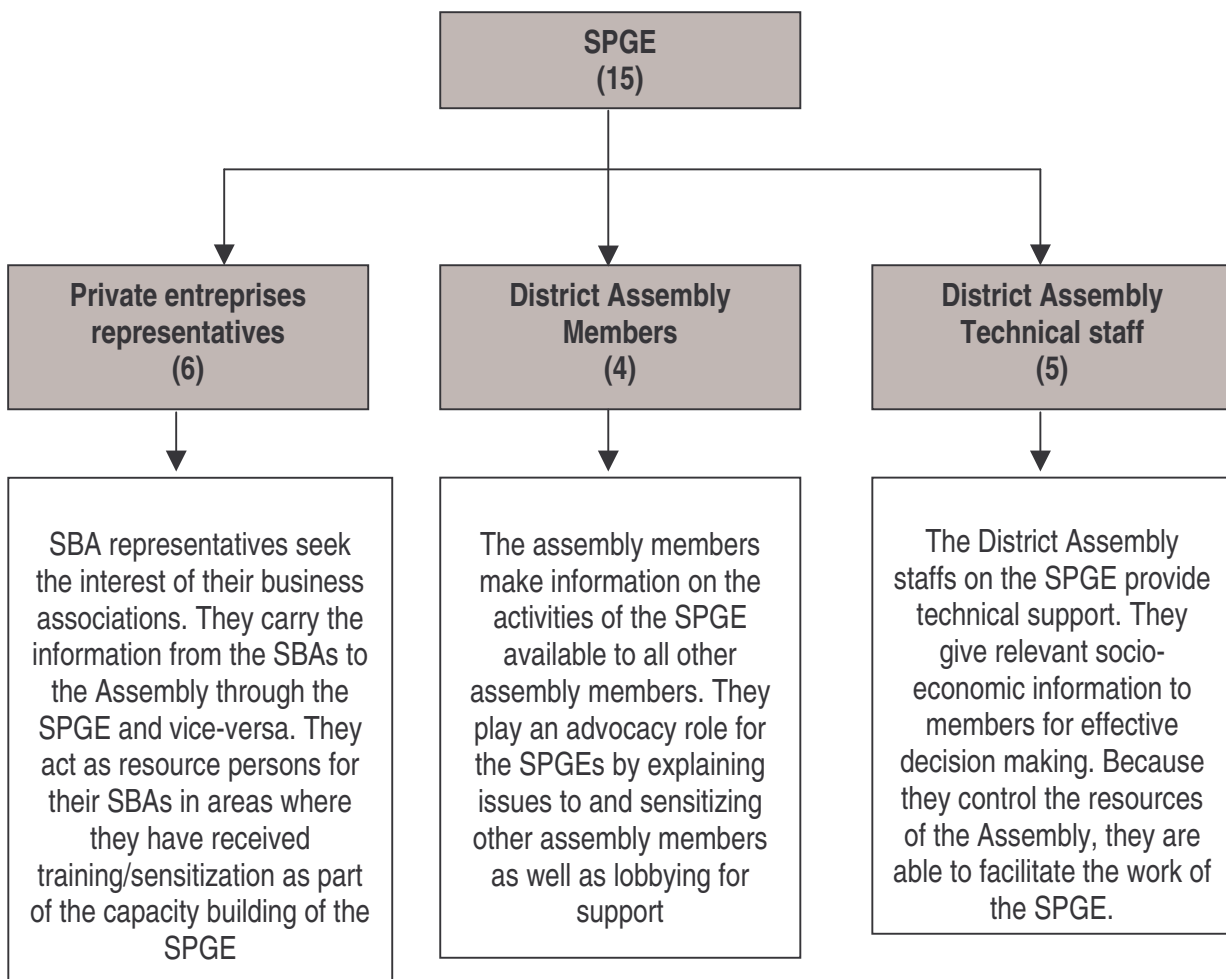 SPGE
(15)
Private entreprises
representatives
(6)
District Assembly
Members
(4)
District Assembly
Technical staff
(5)
SBA representatives seek
the interest of their business
associations. They carry the
information from the SBAs to
the Assembly through the
SPGE and vice-versa. They
act as resource persons for
their SBAs in areas where
they have received
training/sensitization as part
of the capacity building of the
SPGE
The assembly members
make information on the
activities of the SPGE
available to all other
assembly members. They
play an advocacy role for
the SPGEs by explaining
issues to and sensitizing
other assembly members
as well as lobbying for
support
The District Assembly
staffs on the SPGE provide
technical support. They
give relevant socio-
economic information to
members for effective
decision making. Because
they control the resources
of the Assembly, they are
able to facilitate the work of
the SPGE.